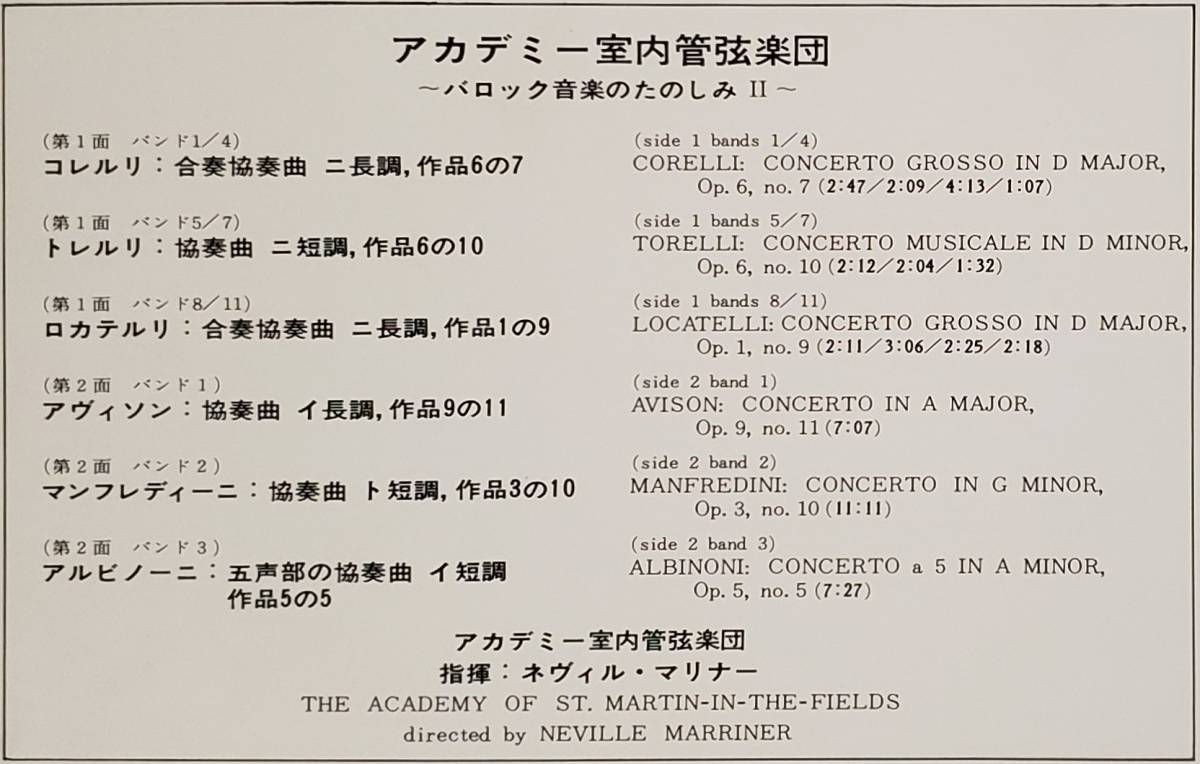 アカデミー室内管弦楽団
～バロック音楽のたのしみ II～
(第1面 バンド1／4)
コレルリ：合奏協奏曲 ニ長調,作品6の7
(第1面 バンド5／7)
トレルリ：協奏曲 ニ短調,作品6の10
(第1面 バンド8／11)
ロカテルリ：合奏協奏曲 ニ長調,作品1の9
(第2面 バンド1)
アヴィソン：協奏曲 イ長調,作品9の11
(第2面 バンド2)
マンフレディーニ：協奏曲 ト短調,作品3の10
(第2面 バンド3)
アルビノーニ：五声部の協奏曲 イ短調
作品5の5
(side 1 bands 1／4)
CORELLI: CONCERTO GROSSO IN D MAJOR,
Op. 6, no. 7 (2:47／2:09／4:13／1:07)
(side 1 bands 5／7)
TORELLI: CONCERTO MUSICALE IN D MINOR,
Op. 6, no. 10 (2:12／2:04／1:32)
(side 1 bands 8／11)
LOCATELLI: CONCERTO GROSSO IN D MAJOR,
Op. 1, no. 9 (2:11／3:06／2:25／2:18)
(side 2 band 1)
AVISON: CONCERTO IN A MAJOR,
Op. 9, no. 11 (7:07)
(side 2 band 2)
MANFREDINI: CONCERTO IN G MINOR,
Op. 3, no. 10 (11:11)
(side 2 band 3)
ALBINONI: CONCERTO a 5 IN A MINOR,
Op. 5, no. 5 (7:27)
アカデミー室内管弦楽団
指揮：ネヴィル・マリナー
THE ACADEMY OF ST. MARTIN-IN-THE-FIELDS
directed by NEVILLE MARRINER